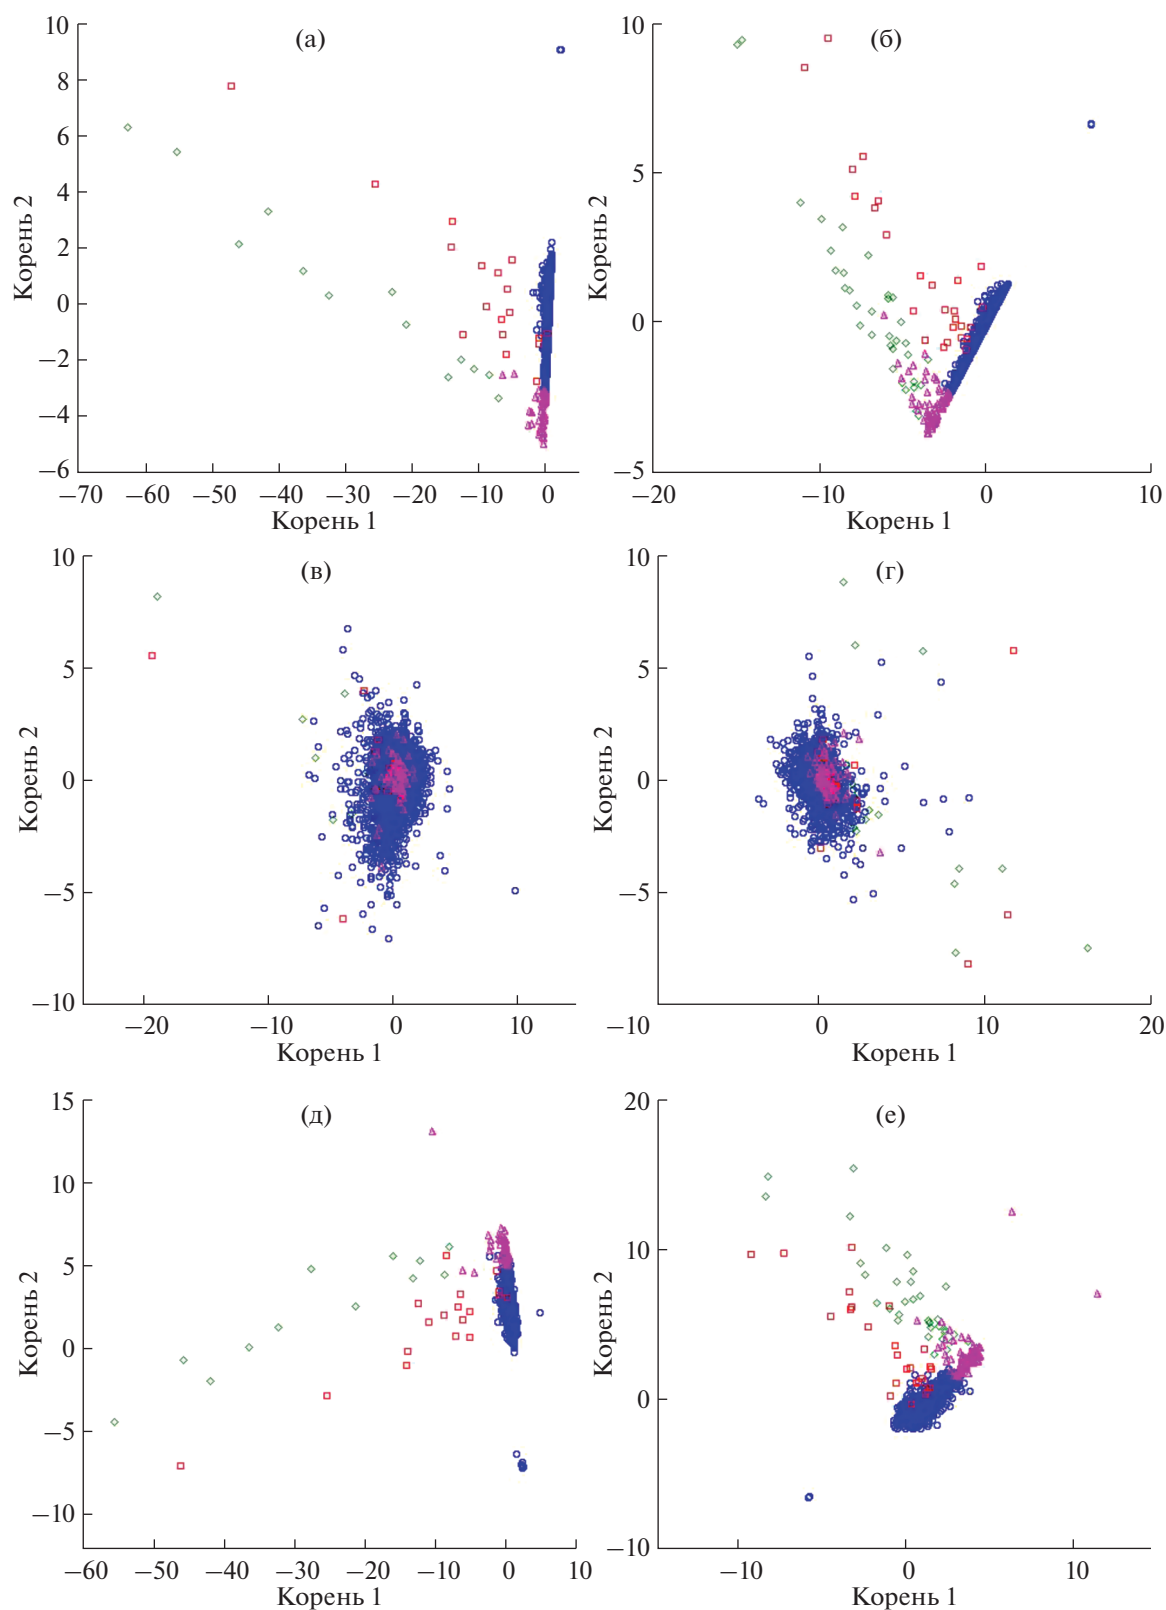 (а)
10
8
6
4
2
0
−2
−4
−6
Корень 2
−70 −60 −50 −40 −30 −20 −10 0
Корень 1
(б)
10
5
0
−5
Корень 2
−20 −10 0 10
Корень 1
(в)
10
5
0
−5
−10
Корень 2
−20 −10 0 10
Корень 1
(г)
10
5
0
−5
−10
Корень 2
−10 0 10 20
Корень 1
(д)
15
10
5
0
−5
−10
Корень 2
−60 −50 −40 −30 −20 −10 0 10
Корень 1
(е)
20
10
0
−10
Корень 2
−10 0 10
Корень 1